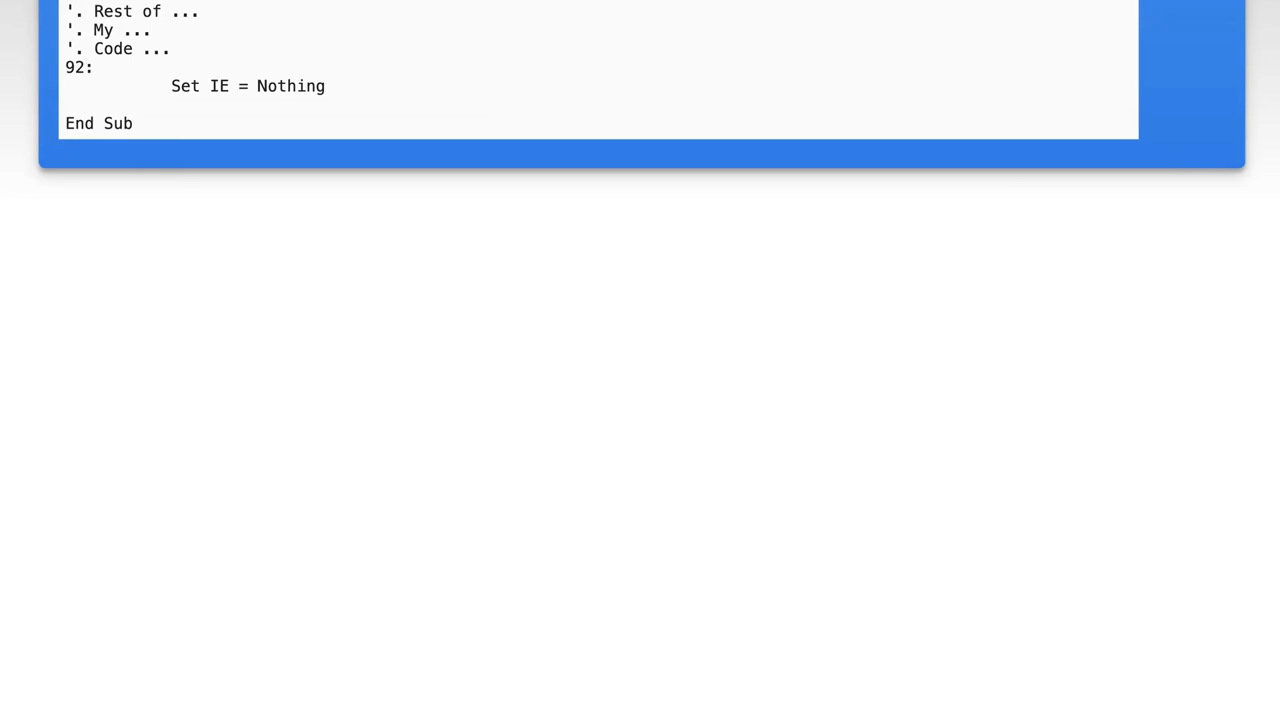 '. Rest of ...
'. My ...
'. Code ...
92:
Set IE = Nothing
End Sub